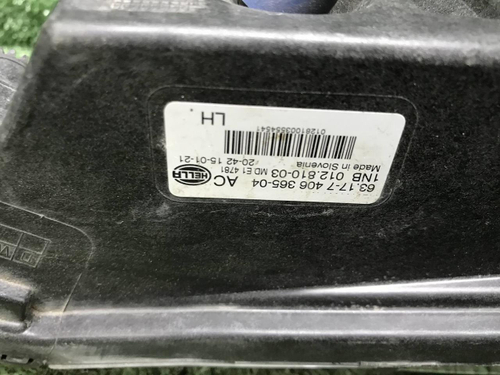 63.17-7 406 365-04
1NB 012.810-03
Made in Slovenia
AC
HELLA
MD E1 4781
20-42 15-01-21
LH